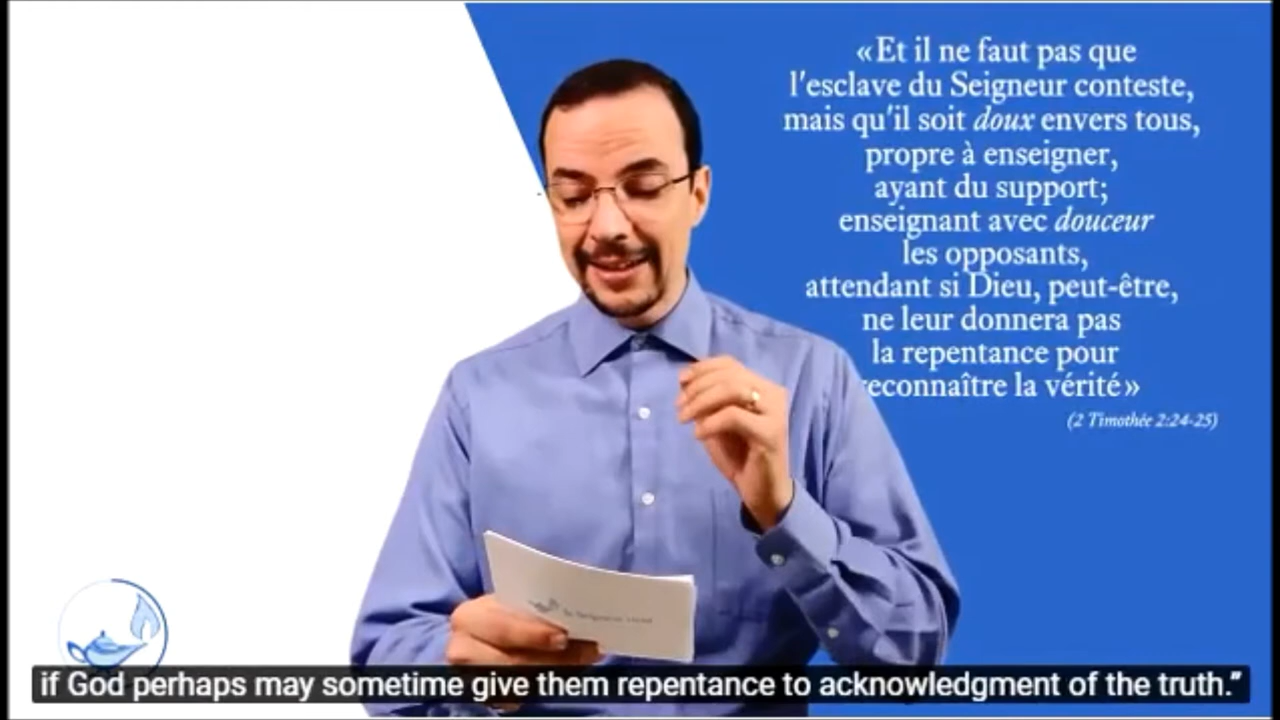 «Et il ne faut pas que
l'esclave du Seigneur conteste,
mais qu'il soit doux envers tous,
propre à enseigner,
ayant du support;
enseignant avec douceur
les opposants,
attendant si Dieu, peut-être,
ne leur donnera pas
la repentance pour
reconnaître la vérité»
(2 Timothée 2:24-25)
if God perhaps may sometime give them repentance to acknowledgment of the truth.”